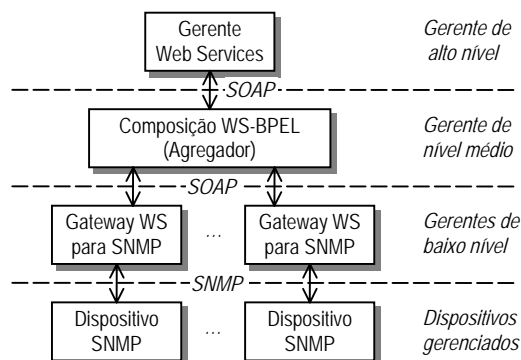 Gerente
Web Services
Gerente de
alto nível
SOAP
Composição WS-BPEL
(Agregador)
Gerente de
nível médio
SOAP
Gateway WS
para SNMP
...
Gateway WS
para SNMP
Gerentes de
baixo nível
SNMP
Dispositivo
SNMP
...
Dispositivo
SNMP
Dispositivos
gerenciados